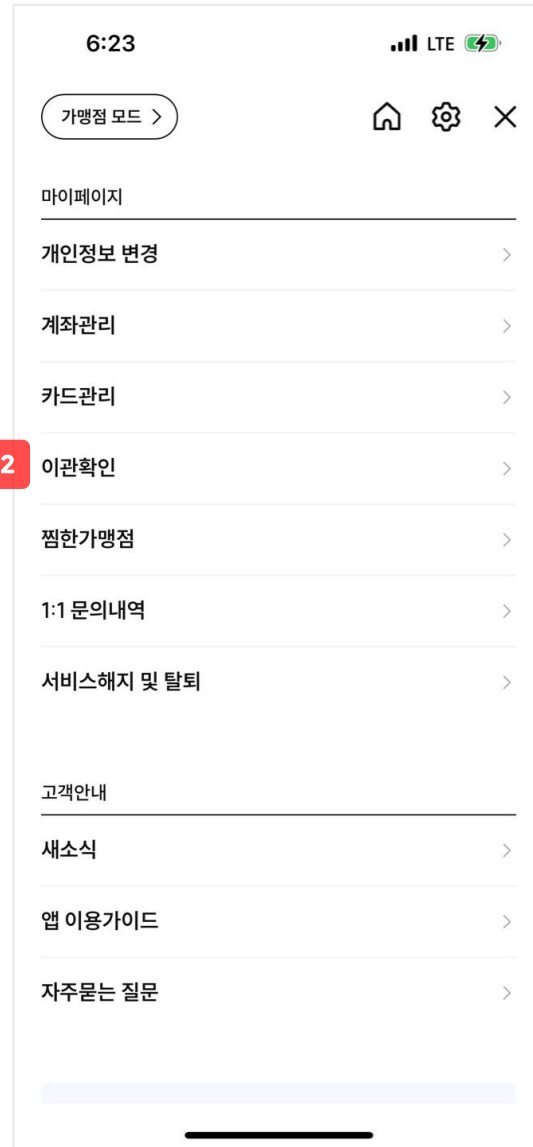 6:23 LTE
가맹점 모드
마이페이지
개인정보 변경
계좌관리
카드관리
2 이관확인
찜한가맹점
1:1 문의내역
서비스해지 및 탈퇴
고객안내
새소식
앱 이용가이드
자주묻는 질문